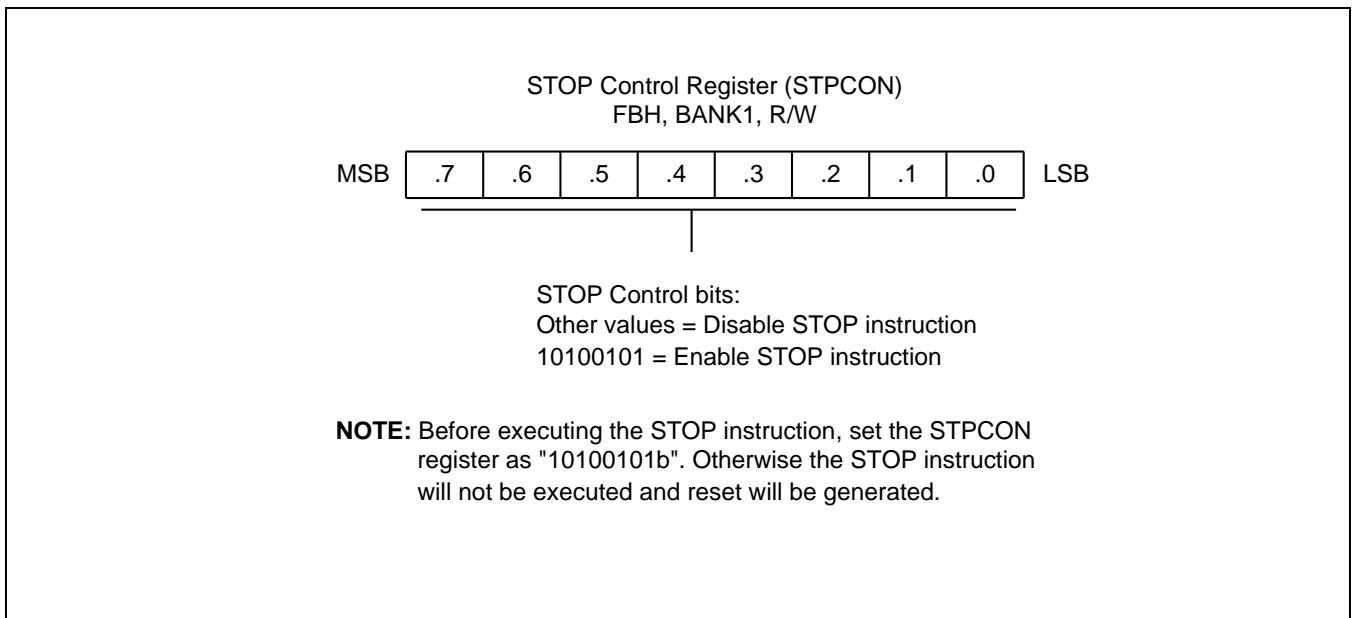 STOP Control Register (STPCON)
FBH, BANK1, R/W
MSB .7 .6 .5 .4 .3 .2 .1 .0 LSB
STOP Control bits:
Other values = Disable STOP instruction
10100101 = Enable STOP instruction
NOTE: Before executing the STOP instruction, set the STPCON
register as "10100101b". Otherwise the STOP instruction
will not be executed and reset will be generated.